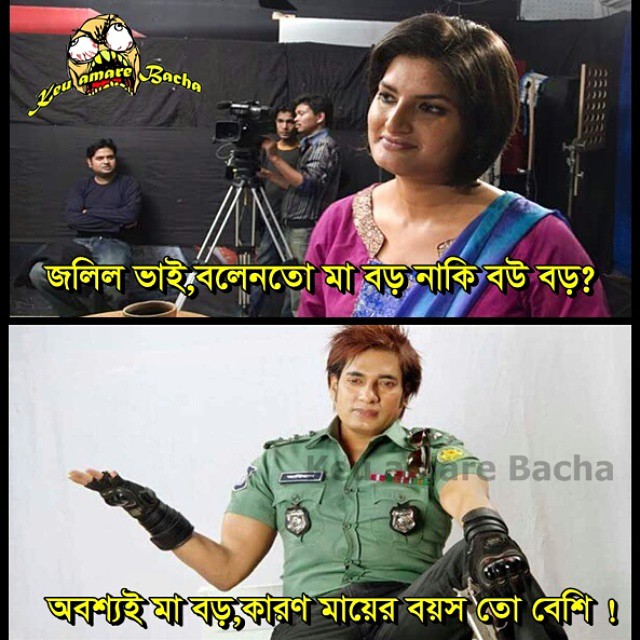 Keu amare Bacha
জলিল ভাই,বলেনতো মা বড় নাকি বউ বড়?
Keu amare Bacha
অবশ্যই মা বড়,কারণ মায়ের বয়স তো বেশি !